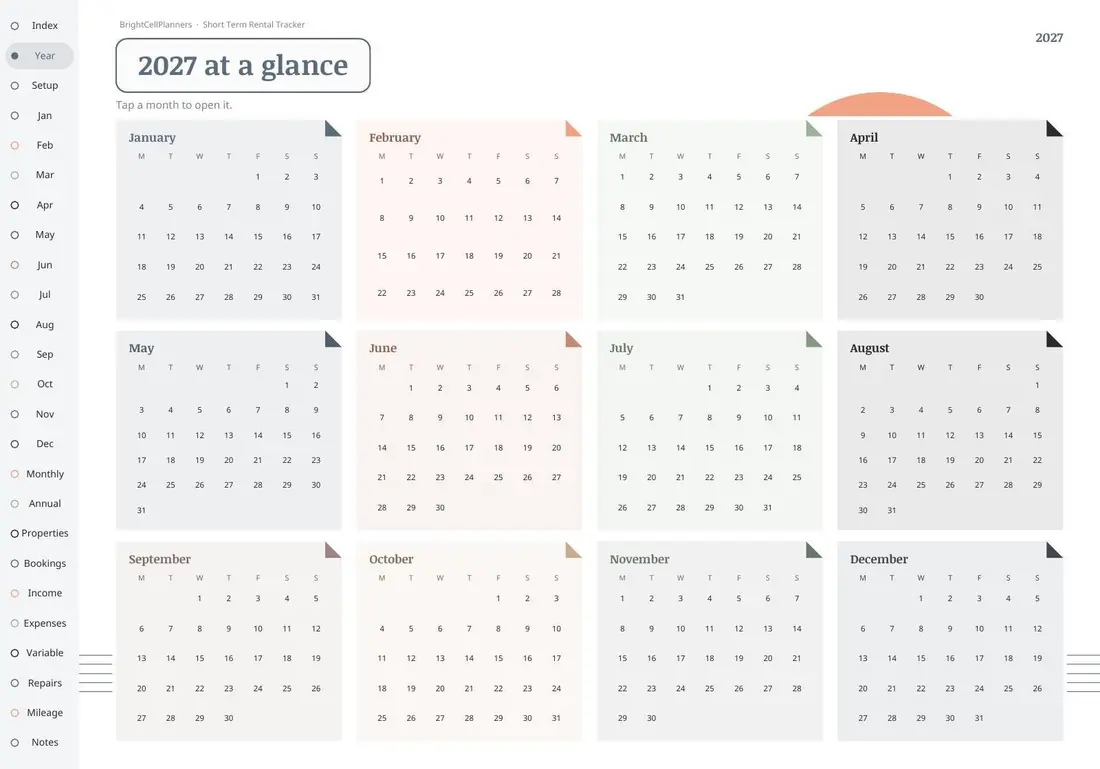 Index
Year
Setup
Jan
Feb
Mar
Apr
May
Jun
Jul
Aug
Sep
Oct
Nov
Dec
Monthly
Annual
Properties
Bookings
Income
Expenses
Variable
Repairs
Mileage
Notes
BrightCellPlanners · Short Term Rental Tracker
2027
2027 at a glance
Tap a month to open it.
January
M T W T F S S
1 2 3
4 5 6 7 8 9 10
11 12 13 14 15 16 17
18 19 20 21 22 23 24
25 26 27 28 29 30 31
February
M T W T F S S
1 2 3 4 5 6 7
8 9 10 11 12 13 14
15 16 17 18 19 20 21
22 23 24 25 26 27 28
March
M T W T F S S
1 2 3 4 5 6 7
8 9 10 11 12 13 14
15 16 17 18 19 20 21
22 23 24 25 26 27 28
29 30 31
April
M T W T F S S
1 2 3 4
5 6 7 8 9 10 11
12 13 14 15 16 17 18
19 20 21 22 23 24 25
26 27 28 29 30
May
M T W T F S S
1 2
3 4 5 6 7 8 9
10 11 12 13 14 15 16
17 18 19 20 21 22 23
24 25 26 27 28 29 30
31
June
M T W T F S S
1 2 3 4 5 6
7 8 9 10 11 12 13
14 15 16 17 18 19 20
21 22 23 24 25 26 27
28 29 30
July
M T W T F S S
1 2 3 4
5 6 7 8 9 10 11
12 13 14 15 16 17 18
19 20 21 22 23 24 25
26 27 28 29 30 31
August
M T W T F S S
1
2 3 4 5 6 7 8
9 10 11 12 13 14 15
16 17 18 19 20 21 22
23 24 25 26 27 28 29
30 31
September
M T W T F S S
1 2 3 4 5
6 7 8 9 10 11 12
13 14 15 16 17 18 19
20 21 22 23 24 25 26
27 28 29 30
October
M T W T F S S
1 2 3
4 5 6 7 8 9 10
11 12 13 14 15 16 17
18 19 20 21 22 23 24
25 26 27 28 29 30 31
November
M T W T F S S
1 2 3 4 5 6 7
8 9 10 11 12 13 14
15 16 17 18 19 20 21
22 23 24 25 26 27 28
29 30
December
M T W T F S S
1 2 3 4 5
6 7 8 9 10 11 12
13 14 15 16 17 18 19
20 21 22 23 24 25 26
27 28 29 30 31